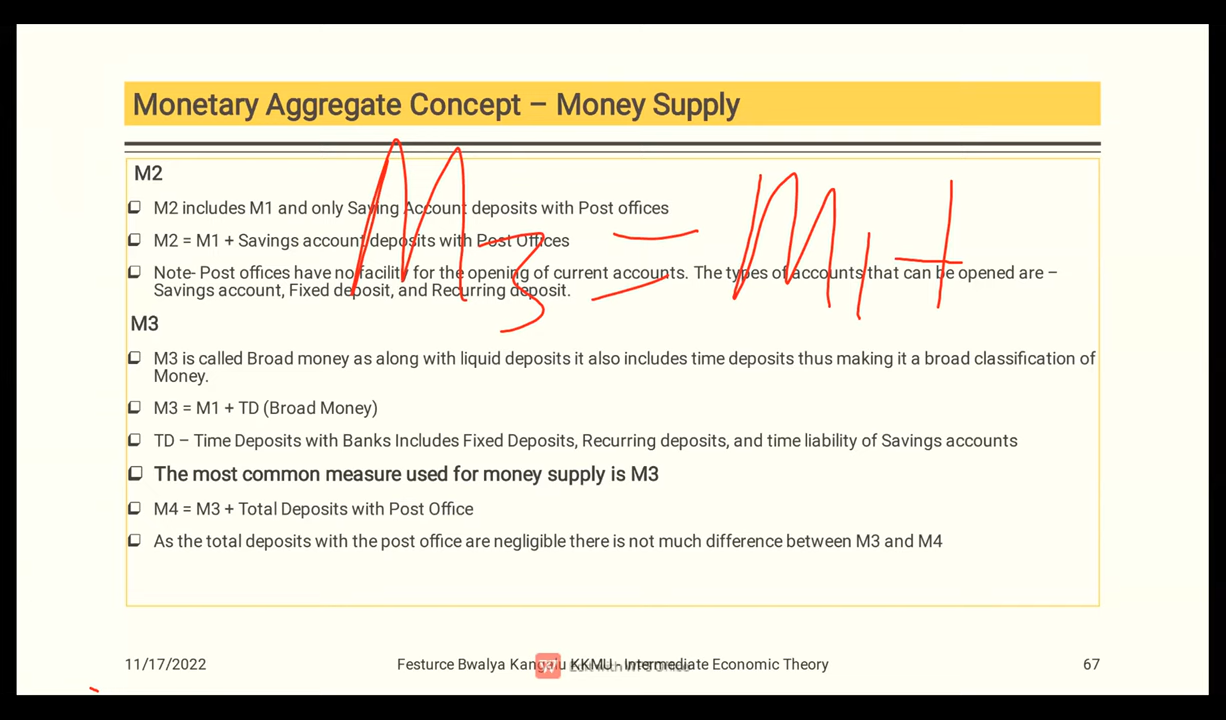 Monetary Aggregate Concept – Money Supply
M2
M2 includes M1 and only Saving Account deposits with Post offices
M2 = M1 + Savings account deposits with Post Offices
Note- Post offices have no facility for the opening of current accounts. The types of accounts that can be opened are –
Savings account, Fixed deposit, and Recurring deposit.
M3 = M1 +
M3
M3 is called Broad money as along with liquid deposits it also includes time deposits thus making it a broad classification of
Money.
M3 = M1 + TD (Broad Money)
TD – Time Deposits with Banks Includes Fixed Deposits, Recurring deposits, and time liability of Savings accounts
The most common measure used for money supply is M3
M4 = M3 + Total Deposits with Post Office
As the total deposits with the post office are negligible there is not much difference between M3 and M4
11/17/2022
Festurce Bwalya KKMU - Intermediate Economic Theory
67